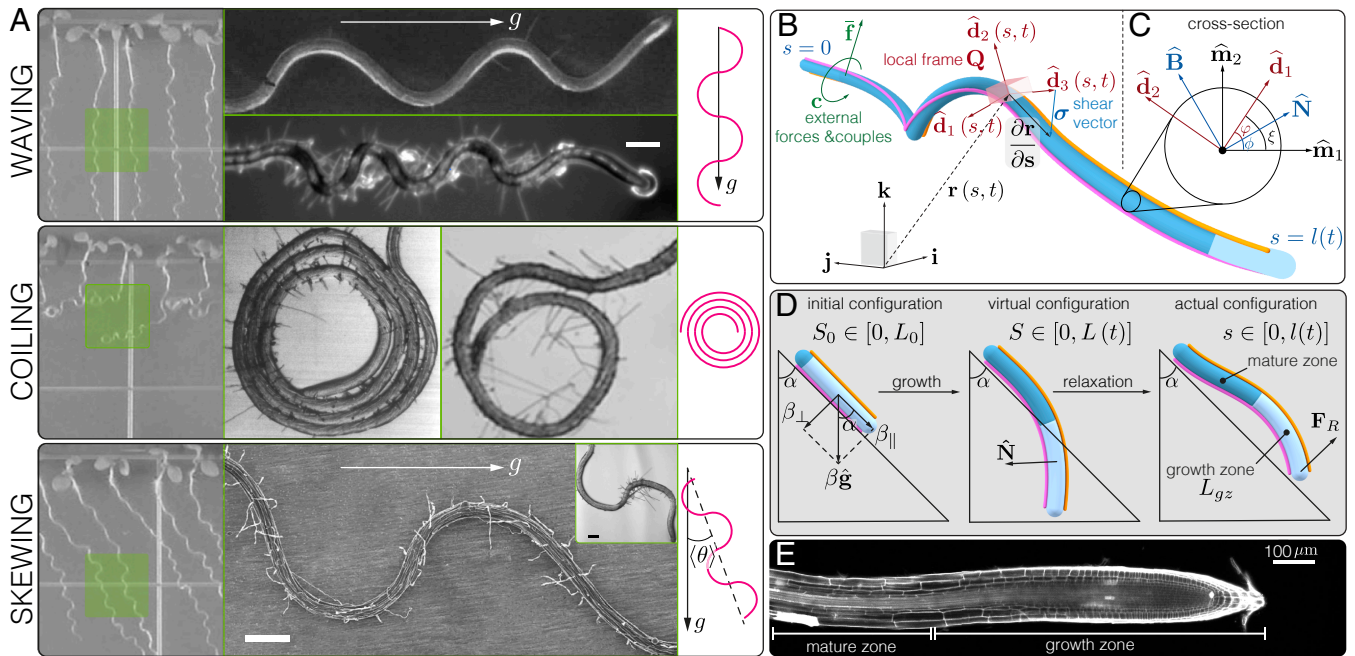 A
WAVING
g
g
COILING
SKEWING
g
⟨θ⟩
g
B
s = 0
f̄
c
external
forces &couples
local frame Q
d̂₂ (s, t)
d̂₃ (s, t)
d̂₁ (s, t)
σ shear
vector
∂r
∂s
r (s, t)
k
j
i
s = l(t)
C
cross-section
B̂
m̂₂
d̂₁
d̂₂
N̂
φ
ϕ
ξ
m̂₁
D
initial configuration
S₀ ∈ [0, L₀]
α
β⊥
α
β∥
βĝ
growth
virtual configuration
S ∈ [0, L (t)]
α
N̂
relaxation
actual configuration
s ∈ [0, l(t)]
mature zone
α
F_R
growth zone
L_gz
E
100 μm
mature zone
growth zone